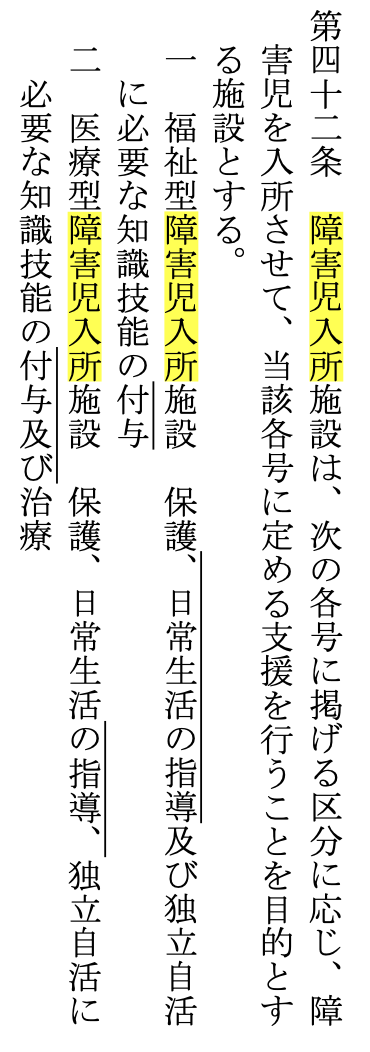 第四十二条　障害児入所施設は、次の各号に掲げる区分に応じ、障
害児を入所させて、当該各号に定める支援を行うことを目的とす
る施設とする。
一　福祉型障害児入所施設　保護、日常生活の指導及び独立自活
に必要な知識技能の付与
二　医療型障害児入所施設　保護、日常生活の指導、独立自活に
必要な知識技能の付与及び治療